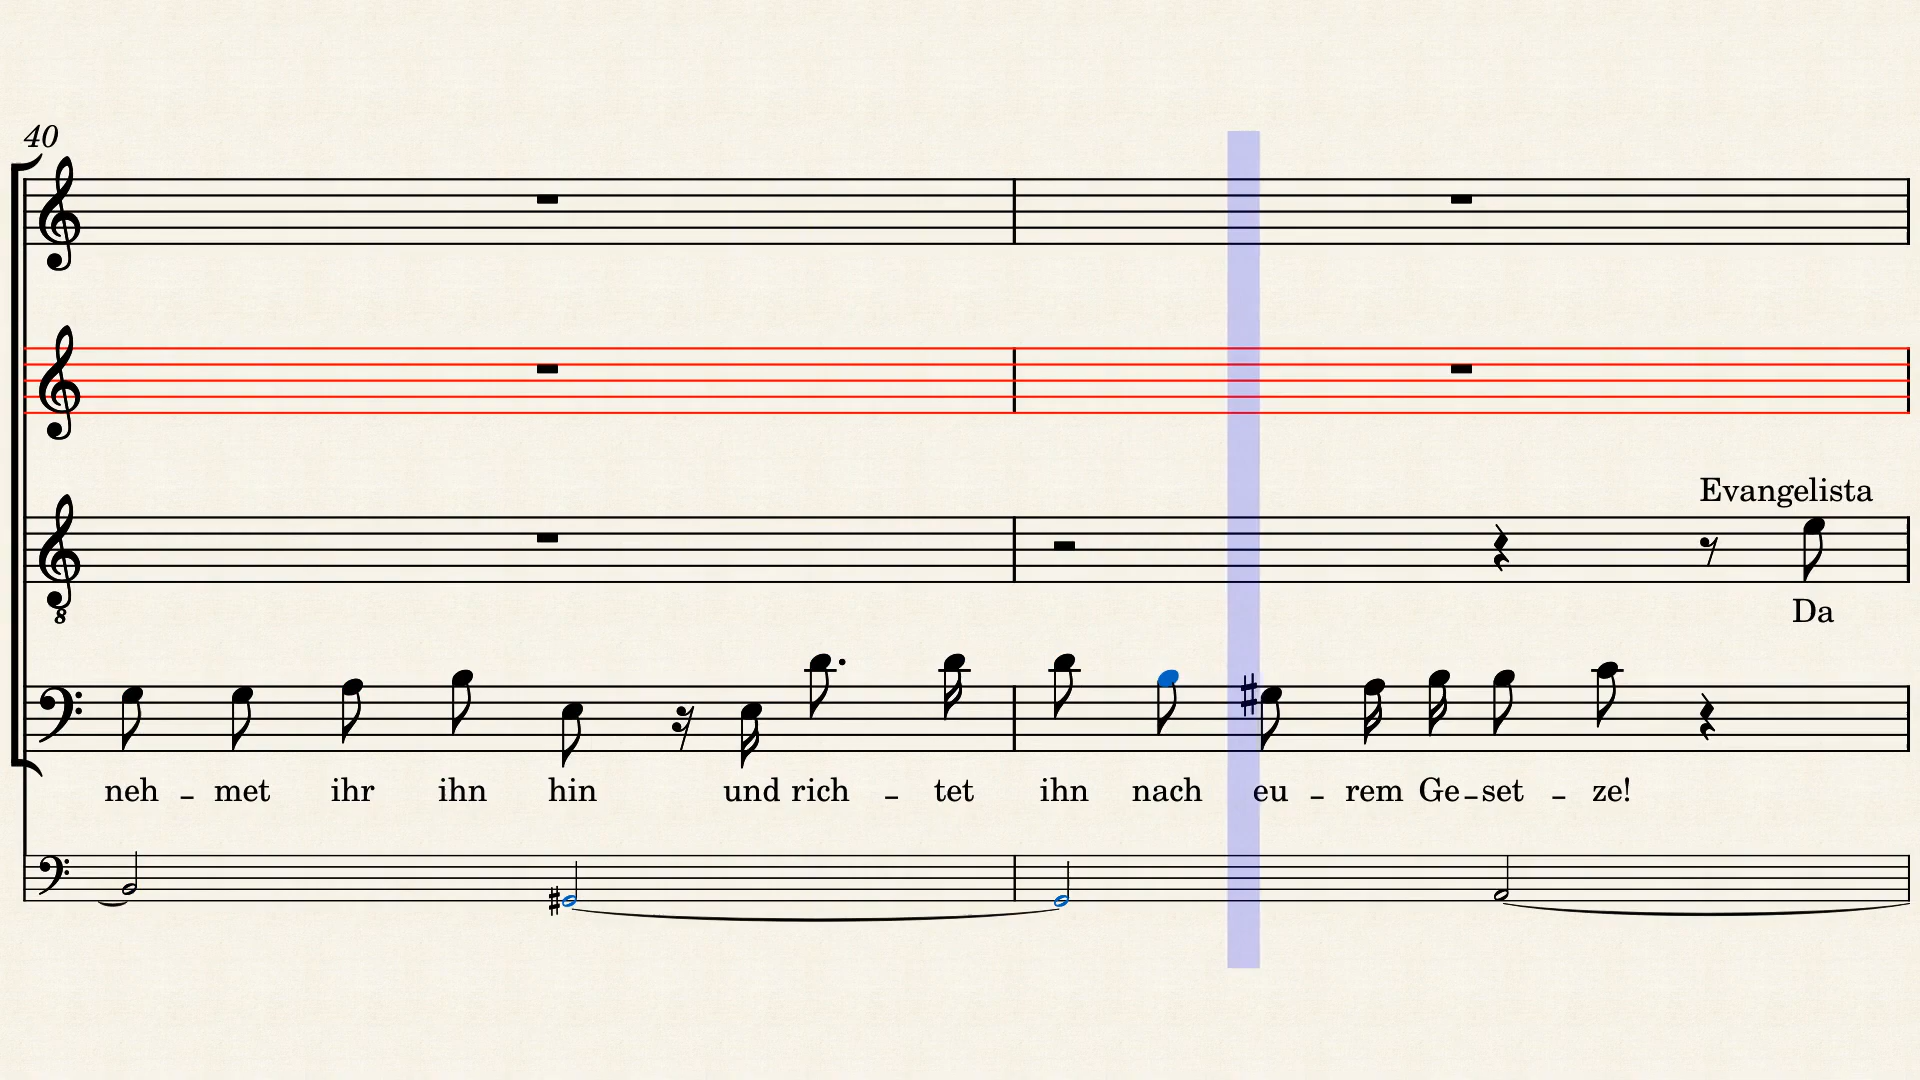 40
Evangelista
Da
neh - met ihr ihn hin und rich - tet ihn nach eu - rem Ge - set - ze!